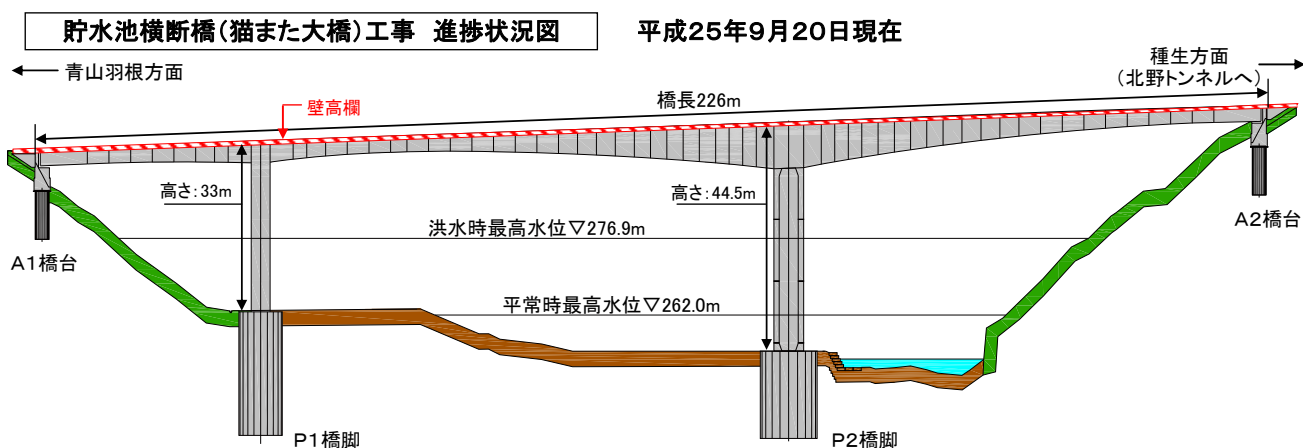 貯水池横断橋(猫また大橋)工事 進捗状況図
平成25年9月20日現在
青山羽根方面
種生方面
(北野トンネルへ)
橋長226m
壁高欄
高さ:33m
高さ:44.5m
洪水時最高水位▽276.9m
A1橋台
A2橋台
平常時最高水位▽262.0m
P1橋脚
P2橋脚